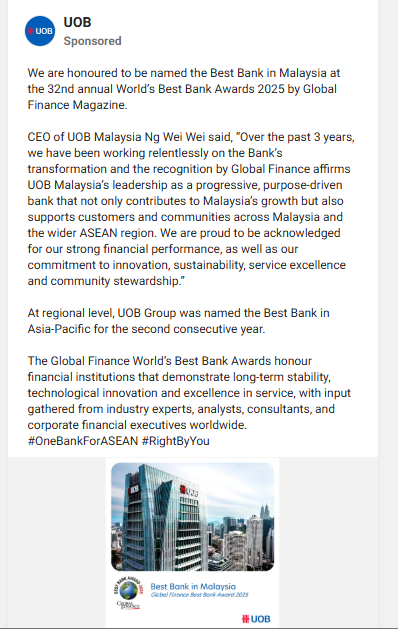 UOB
UOB
Sponsored
We are honoured to be named the Best Bank in Malaysia at
the 32nd annual World’s Best Bank Awards 2025 by Global
Finance Magazine.
CEO of UOB Malaysia Ng Wei Wei said, “Over the past 3 years,
we have been working relentlessly on the Bank’s
transformation and the recognition by Global Finance affirms
UOB Malaysia’s leadership as a progressive, purpose-driven
bank that not only contributes to Malaysia’s growth but also
supports customers and communities across Malaysia and
the wider ASEAN region. We are proud to be acknowledged
for our strong financial performance, as well as our
commitment to innovation, sustainability, service excellence
and community stewardship.”
At regional level, UOB Group was named the Best Bank in
Asia-Pacific for the second consecutive year.
The Global Finance World’s Best Bank Awards honour
financial institutions that demonstrate long-term stability,
technological innovation and excellence in service, with input
gathered from industry experts, analysts, consultants, and
corporate financial executives worldwide.
#OneBankForASEAN #RightByYou
UOB
Best Bank in Malaysia
Global Finance Best Bank Award 2025
UOB